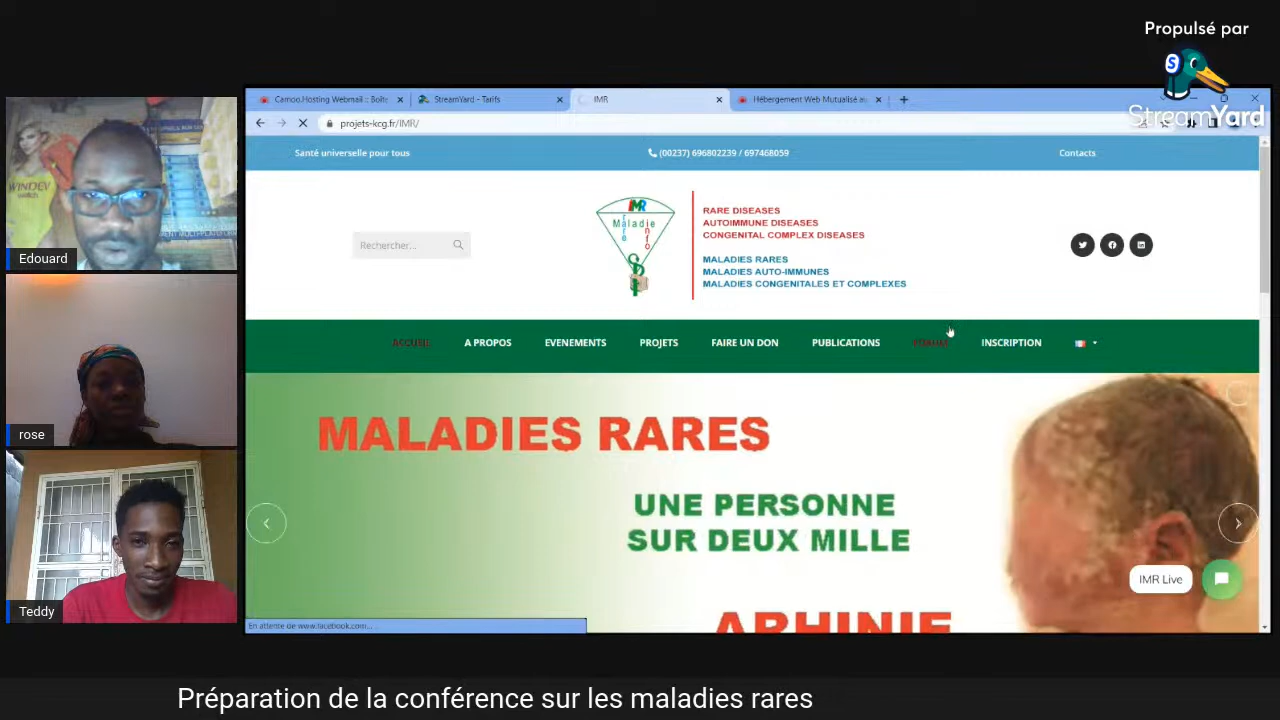 Propulsé par
StreamYard
Camoo.Hosting Webmail :: Boîte
StreamYard - Tarifs
IMR
Hébergement Web Mutualisé au
projets-kcg.fr/IMR/
Santé universelle pour tous
(00237) 696802239 / 697468059
Contacts
Rechercher...
IMR
Maladie
rare
info
RARE DISEASES
AUTOIMMUNE DISEASES
CONGENITAL COMPLEX DISEASES
MALADIES RARES
MALADIES AUTO-IMMUNES
MALADIES CONGENITALES ET COMPLEXES
ACCUEIL
A PROPOS
EVENEMENTS
PROJETS
FAIRE UN DON
PUBLICATIONS
INSCRIPTION
MALADIES RARES
UNE PERSONNE
SUR DEUX MILLE
ARHINIE
IMR Live
En attente de www.facebook.com...
WINDEV
Edouard
rose
Teddy
Préparation de la conférence sur les maladies rares